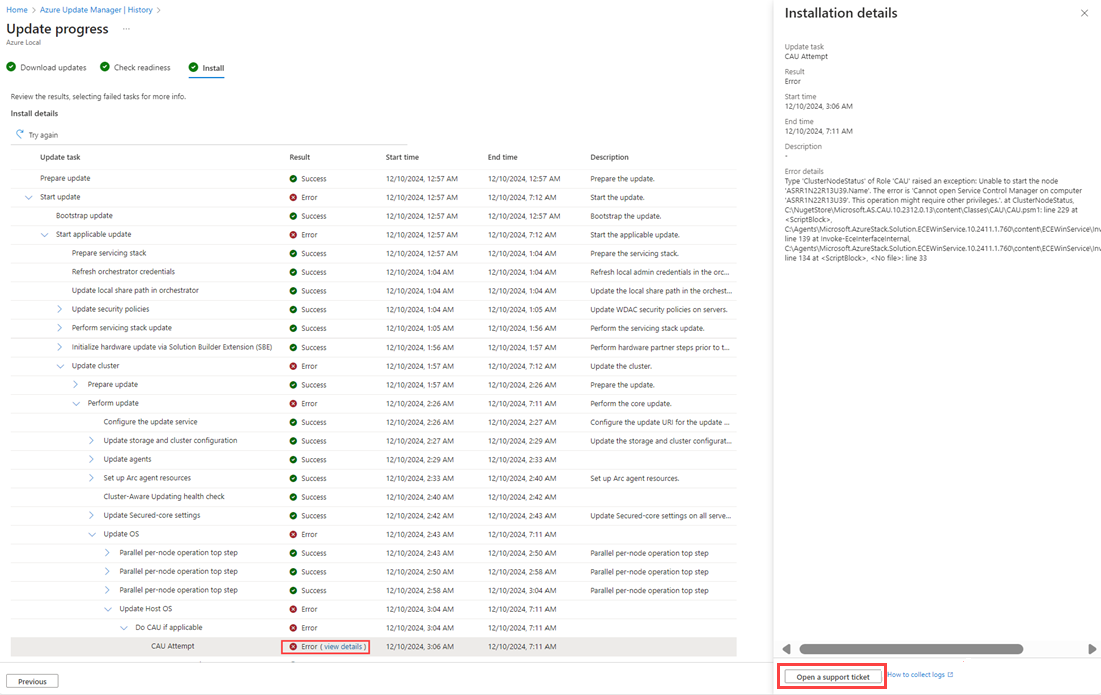 Home > Azure Update Manager | History >
Update progress ...
Azure Local
Download updates Check readiness Install
Review the results, selecting failed tasks for more info.
Install details
Try again
Update task Result Start time End time Description
Prepare update Success 12/10/2024, 12:57 AM 12/10/2024, 12:57 AM Prepare the update.
Start update Error 12/10/2024, 12:57 AM 12/10/2024, 7:12 AM Start the update.
Bootstrap update Success 12/10/2024, 12:57 AM 12/10/2024, 12:57 AM Bootstrap the update.
Start applicable update Error 12/10/2024, 12:57 AM 12/10/2024, 7:12 AM Start the applicable update.
Prepare servicing stack Success 12/10/2024, 12:57 AM 12/10/2024, 1:04 AM Prepare the servicing stack.
Refresh orchestrator credentials Success 12/10/2024, 1:04 AM 12/10/2024, 1:04 AM Refresh local admin credentials in the orc...
Update local share path in orchestrator Success 12/10/2024, 1:04 AM 12/10/2024, 1:04 AM Update the local share path in the orchest...
Update security policies Success 12/10/2024, 1:04 AM 12/10/2024, 1:05 AM Update WDAC security policies on servers.
Perform servicing stack update Success 12/10/2024, 1:05 AM 12/10/2024, 1:56 AM Perform the servicing stack update.
Initialize hardware update via Solution Builder Extension (SBE) Success 12/10/2024, 1:56 AM 12/10/2024, 1:57 AM Perform hardware partner steps prior to t...
Update cluster Error 12/10/2024, 1:57 AM 12/10/2024, 7:12 AM Update the cluster.
Prepare update Success 12/10/2024, 1:57 AM 12/10/2024, 2:26 AM Prepare the update.
Perform update Error 12/10/2024, 2:26 AM 12/10/2024, 7:11 AM Perform the core update.
Configure the update service Success 12/10/2024, 2:26 AM 12/10/2024, 2:27 AM Configure the update URI for the update ...
Update storage and cluster configuration Success 12/10/2024, 2:27 AM 12/10/2024, 2:29 AM Update the storage and cluster configurat...
Update agents Success 12/10/2024, 2:29 AM 12/10/2024, 2:33 AM
Set up Arc agent resources Success 12/10/2024, 2:33 AM 12/10/2024, 2:40 AM Set up Arc agent resources.
Cluster-Aware Updating health check Success 12/10/2024, 2:40 AM 12/10/2024, 2:42 AM
Update Secured-core settings Success 12/10/2024, 2:42 AM 12/10/2024, 2:43 AM Update Secured-core settings on all serve...
Update OS Error 12/10/2024, 2:43 AM 12/10/2024, 7:11 AM
Parallel per-node operation top step Success 12/10/2024, 2:43 AM 12/10/2024, 2:50 AM Parallel per-node operation top step
Parallel per-node operation top step Success 12/10/2024, 2:50 AM 12/10/2024, 2:58 AM Parallel per-node operation top step
Parallel per-node operation top step Success 12/10/2024, 2:58 AM 12/10/2024, 3:04 AM Parallel per-node operation top step
Update Host OS Error 12/10/2024, 3:04 AM 12/10/2024, 7:11 AM
Do CAU if applicable Error 12/10/2024, 3:04 AM 12/10/2024, 7:11 AM
CAU Attempt Error ( view details ) 12/10/2024, 3:06 AM 12/10/2024, 7:11 AM
Previous
Installation details
Update task
CAU Attempt
Result
Error
Start time
12/10/2024, 3:06 AM
End time
12/10/2024, 7:11 AM
Description
-
Error details
Type 'ClusterNodeStatus' of Role 'CAU' raised an exception: Unable to start the node
'ASRR1N22R13U39'.Name'. The error is 'Cannot open Service Control Manager on computer
'ASRR1N22R13U39'. This operation might require other privileges.'. at ClusterNodeStatus,
C:\NugetStore\Microsoft.AS.CAU.10.2312.0.13\content\Classes\CAU\CAU.psm1: line 229 at
<ScriptBlock>,
C:\Agents\Microsoft.AzureStack.Solution.ECEWinService.10.2411.1.760\content\ECEWinService\Inv
line 139 at Invoke-EceInterfaceInternal,
C:\Agents\Microsoft.AzureStack.Solution.ECEWinService.10.2411.1.760\content\ECEWinService\Inv
line 134 at <ScriptBlock>, <No file>: line 33
Open a support ticket How to collect logs